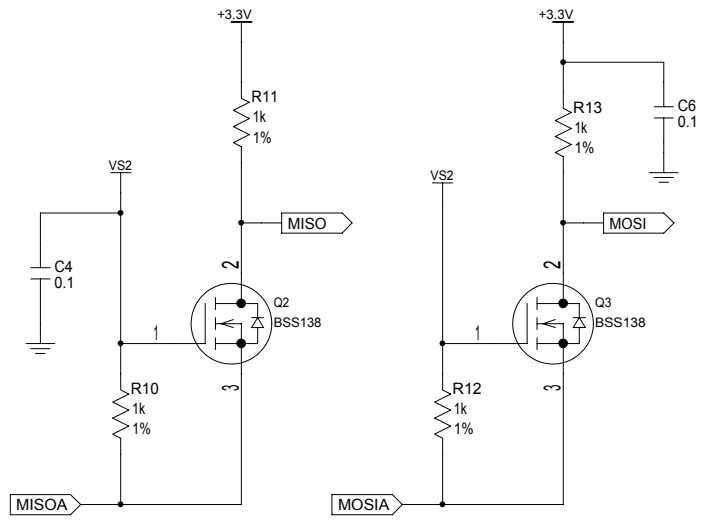 +3.3V
R11
1k
1%
VS2
C4
0.1
MISO
2
Q2
BSS138
1
3
R10
1k
1%
MISOA
+3.3V
R13
1k
1%
C6
0.1
VS2
MOSI
2
Q3
BSS138
1
3
R12
1k
1%
MOSIA